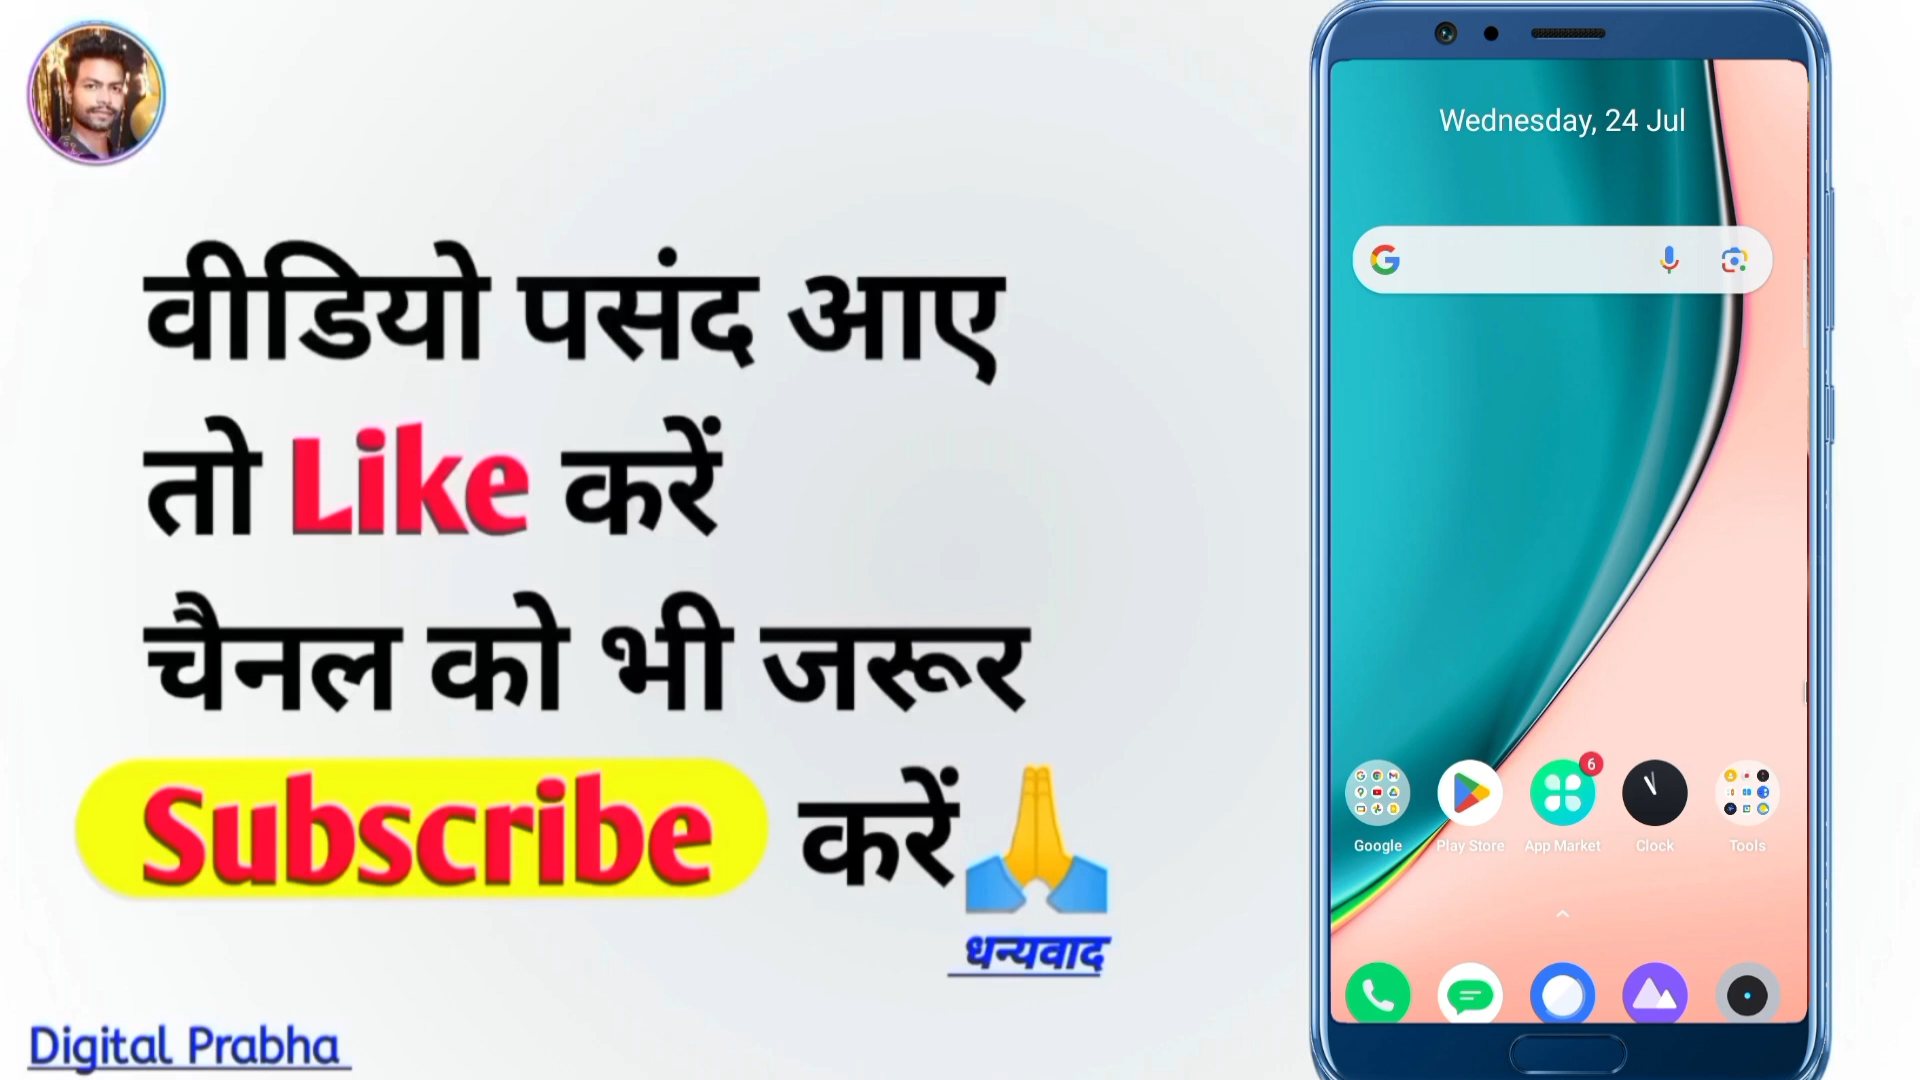 वीडियो पसंद आए
तो Like करें
चैनल को भी जरूर
Subscribe करें
धन्यवाद
Digital Prabha
Wednesday, 24 Jul
6
Google Play Store App Market Clock Tools